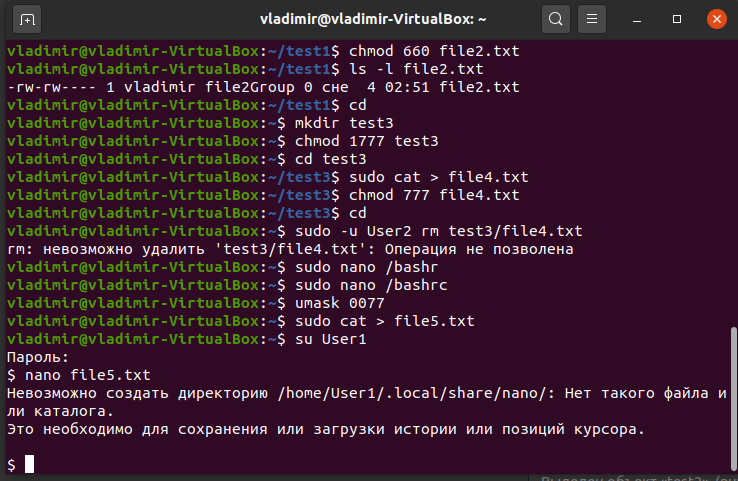 vladimir@vladimir-VirtualBox: ~
vladimir@vladimir-VirtualBox:~/test1$ chmod 660 file2.txt
vladimir@vladimir-VirtualBox:~/test1$ ls -l file2.txt
-rw-rw---- 1 vladimir file2Group 0 сне  4 02:51 file2.txt
vladimir@vladimir-VirtualBox:~/test1$ cd
vladimir@vladimir-VirtualBox:~$ mkdir test3
vladimir@vladimir-VirtualBox:~$ chmod 1777 test3
vladimir@vladimir-VirtualBox:~$ cd test3
vladimir@vladimir-VirtualBox:~/test3$ sudo cat > file4.txt
vladimir@vladimir-VirtualBox:~/test3$ chmod 777 file4.txt
vladimir@vladimir-VirtualBox:~/test3$ cd
vladimir@vladimir-VirtualBox:~$ sudo -u User2 rm test3/file4.txt
rm: невозможно удалить 'test3/file4.txt': Операция не позволена
vladimir@vladimir-VirtualBox:~$ sudo nano /bashr
vladimir@vladimir-VirtualBox:~$ sudo nano /bashrc
vladimir@vladimir-VirtualBox:~$ umask 0077
vladimir@vladimir-VirtualBox:~$ sudo cat > file5.txt
vladimir@vladimir-VirtualBox:~$ su User1
Пароль:
$ nano file5.txt
Невозможно создать директорию /home/User1/.local/share/nano/: Нет такого файла и
ли каталога.
Это необходимо для сохранения или загрузки истории или позиций курсора.
$